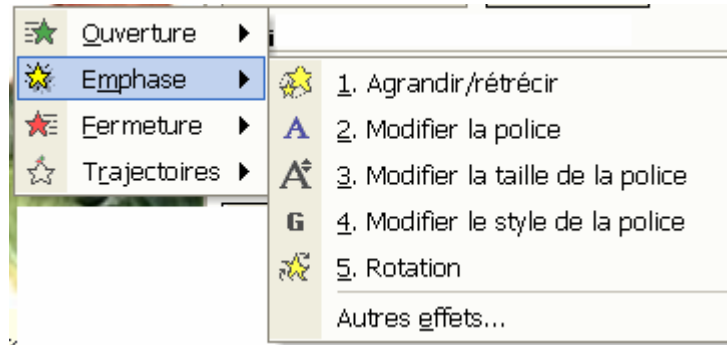 Ouverture
Emphase
Fermeture
Trajectoires
1. Agrandir/rétrécir
2. Modifier la police
3. Modifier la taille de la police
4. Modifier le style de la police
5. Rotation
Autres effets...